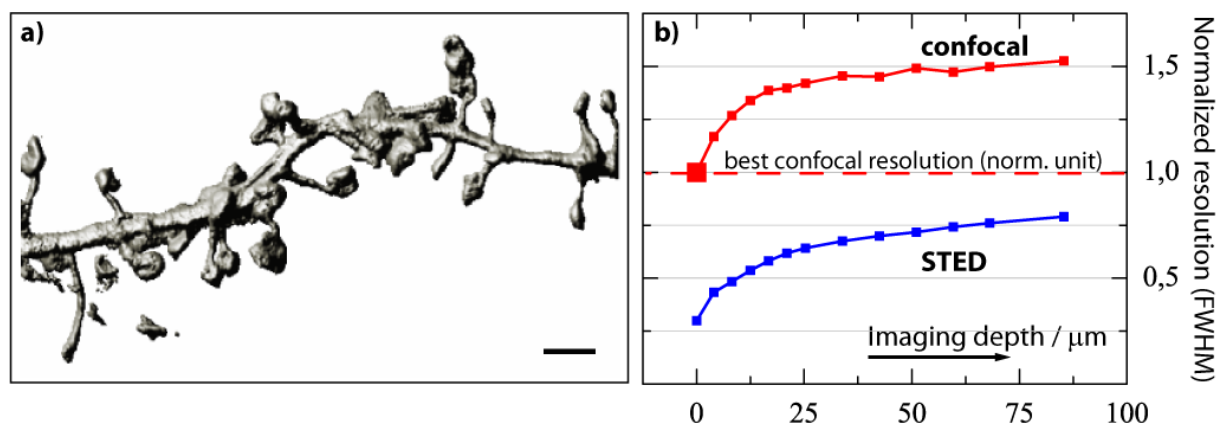 a)
b)
confocal
best confocal resolution (norm. unit)
STED
Imaging depth / μm
1,5
1,0
0,5
Normalized resolution (FWHM)
0 25 50 75 100